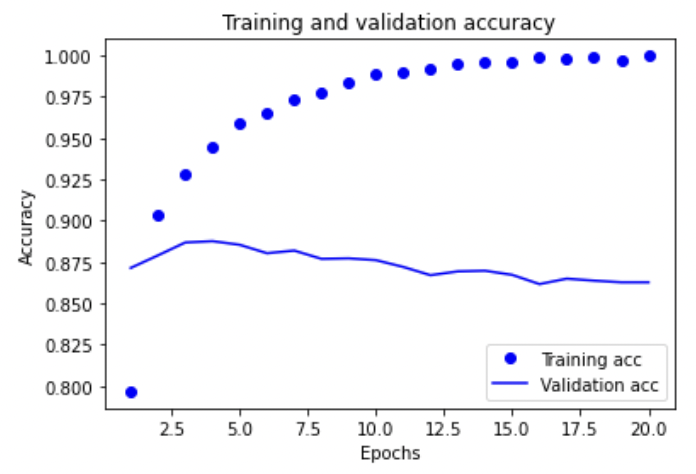 Training and validation accuracy
1.000
0.975
0.950
0.925
0.900
0.875
0.850
0.825
0.800
Accuracy
Training acc
Validation acc
2.5 5.0 7.5 10.0 12.5 15.0 17.5 20.0
Epochs